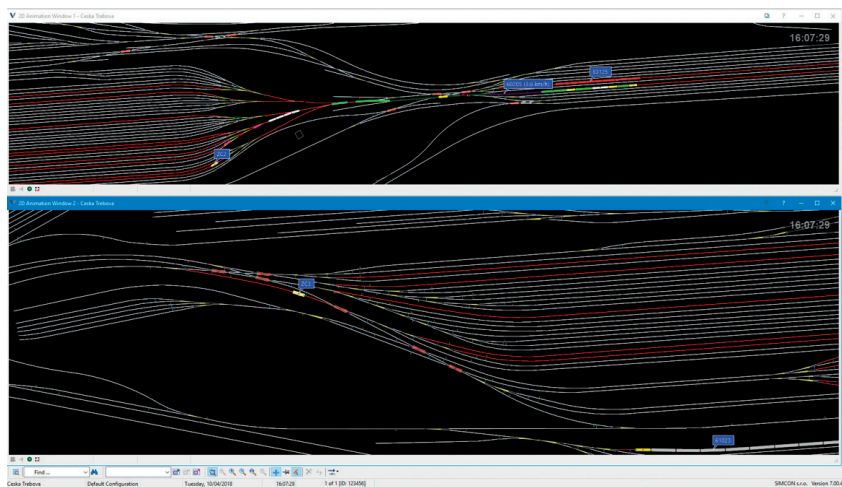 2D Animation Window 1 - Ceska Trebova
16:07:29
2D Animation Window 2 - Ceska Trebova
16:07:29
Find ...
Ceska Trebova
Default Configuration
Tuesday, 10/04/2018
16:07:29
1 of 1 [ID: 123456]
SIMCON s.r.o. Version 7.00.4